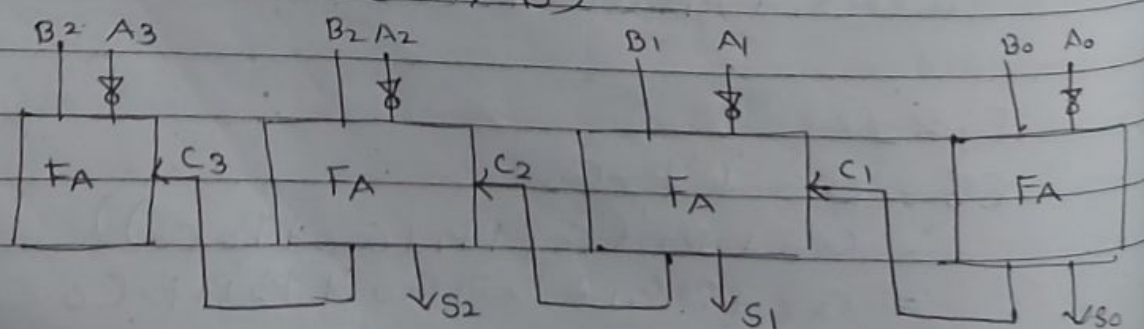 B2 A3 B2 A2 B1 A1 B0 A0
FA C3 FA C2 FA C1 FA
S2 S1 S0